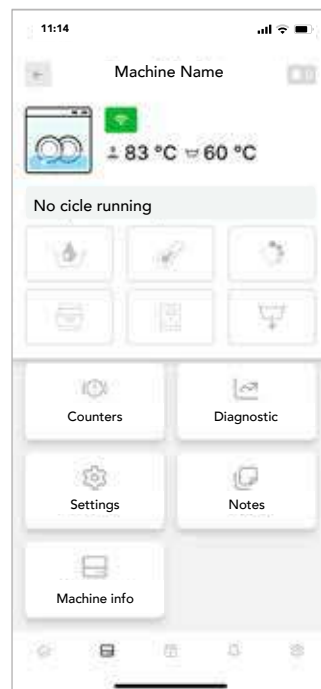 11:14
Machine Name
83 °C 60 °C
No cicle running
Counters Diagnostic
Settings Notes
Machine info